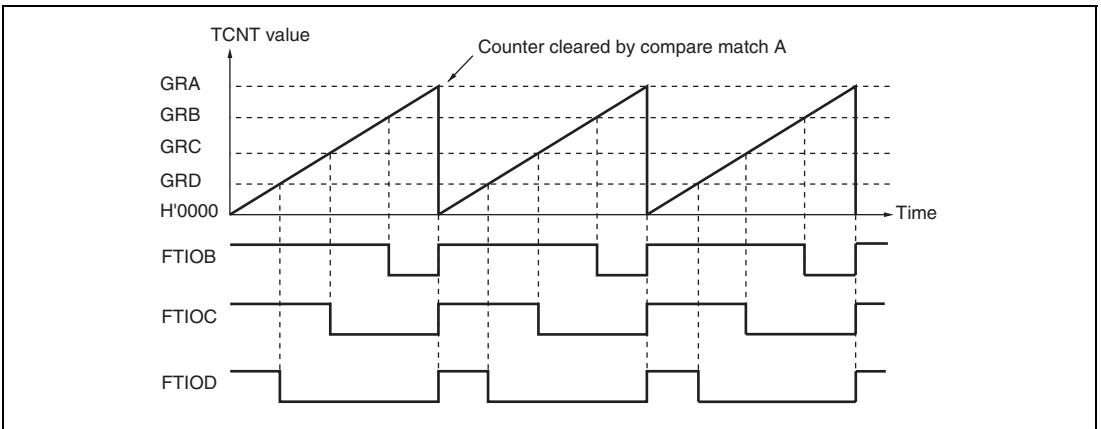 TCNT value
Counter cleared by compare match A
GRA
GRB
GRC
GRD
H'0000
Time
FTIOB
FTIOC
FTIOD